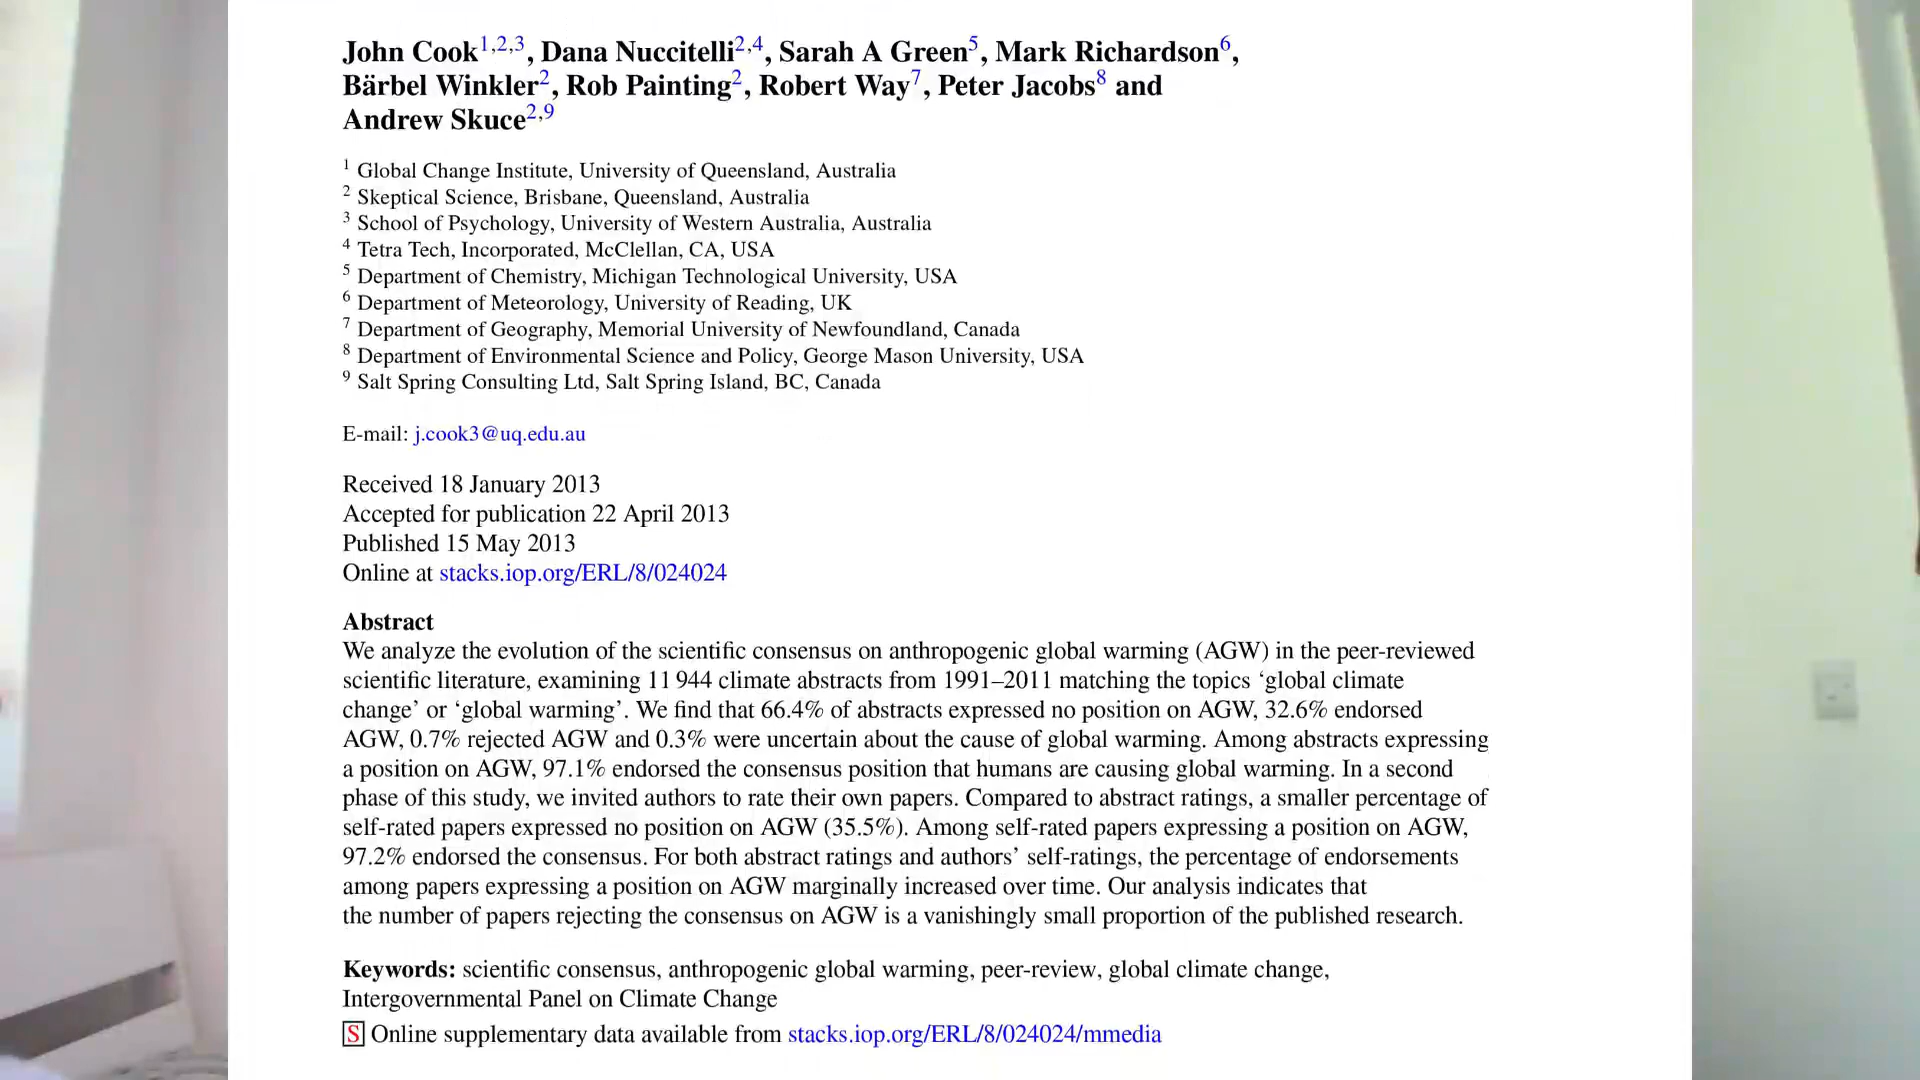 John Cook1,2,3, Dana Nuccitelli2,4, Sarah A Green5, Mark Richardson6,
Bärbel Winkler2, Rob Painting2, Robert Way7, Peter Jacobs8 and
Andrew Skuce2,9
1 Global Change Institute, University of Queensland, Australia
2 Skeptical Science, Brisbane, Queensland, Australia
3 School of Psychology, University of Western Australia, Australia
4 Tetra Tech, Incorporated, McClellan, CA, USA
5 Department of Chemistry, Michigan Technological University, USA
6 Department of Meteorology, University of Reading, UK
7 Department of Geography, Memorial University of Newfoundland, Canada
8 Department of Environmental Science and Policy, George Mason University, USA
9 Salt Spring Consulting Ltd, Salt Spring Island, BC, Canada
E-mail: j.cook3@uq.edu.au
Received 18 January 2013
Accepted for publication 22 April 2013
Published 15 May 2013
Online at stacks.iop.org/ERL/8/024024
Abstract
We analyze the evolution of the scientific consensus on anthropogenic global warming (AGW) in the peer-reviewed
scientific literature, examining 11 944 climate abstracts from 1991–2011 matching the topics ‘global climate
change’ or ‘global warming’. We find that 66.4% of abstracts expressed no position on AGW, 32.6% endorsed
AGW, 0.7% rejected AGW and 0.3% were uncertain about the cause of global warming. Among abstracts expressing
a position on AGW, 97.1% endorsed the consensus position that humans are causing global warming. In a second
phase of this study, we invited authors to rate their own papers. Compared to abstract ratings, a smaller percentage of
self-rated papers expressed no position on AGW (35.5%). Among self-rated papers expressing a position on AGW,
97.2% endorsed the consensus. For both abstract ratings and authors’ self-ratings, the percentage of endorsements
among papers expressing a position on AGW marginally increased over time. Our analysis indicates that
the number of papers rejecting the consensus on AGW is a vanishingly small proportion of the published research.
Keywords: scientific consensus, anthropogenic global warming, peer-review, global climate change,
Intergovernmental Panel on Climate Change
S Online supplementary data available from stacks.iop.org/ERL/8/024024/mmedia